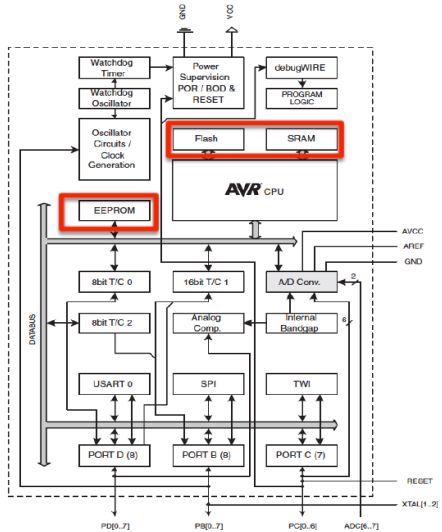 GND
VCC
Watchdog
Timer
Power
Supervision
POR / BOD &
RESET
debugWIRE
Watchdog
Oscillator
PROGRAM
LOGIC
Oscillator
Circuits /
Clock
Generation
Flash
SRAM
AVR CPU
EEPROM
AVCC
AREF
GND
8bit T/C 0
16bit T/C 1
A/D Conv.
2
DATABUS
8bit T/C 2
Analog
Comp.
Internal
Bandgap
6
USART 0
SPI
TWI
PORT D (8)
PORT B (8)
PORT C (7)
RESET
XTAL[1..2]
PD[0..7]
PB[0..7]
PC[0..6]
ADC[6..7]